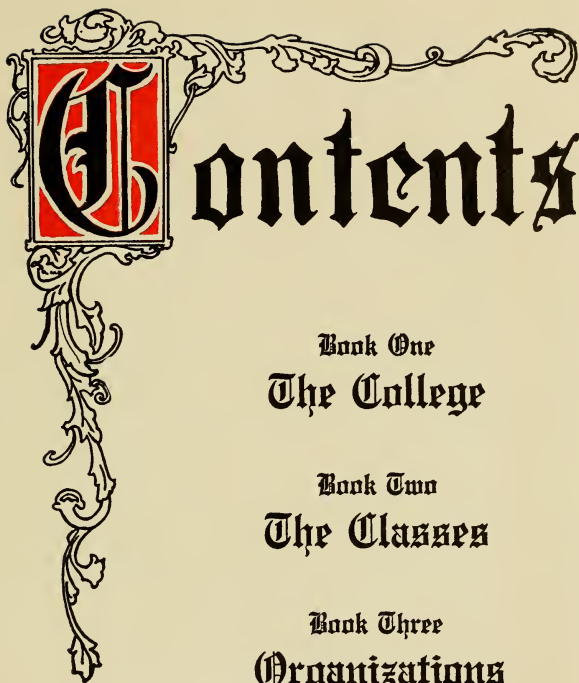 Contents
Book One
The College
Book Two
The Classes
Book Three
Organizations